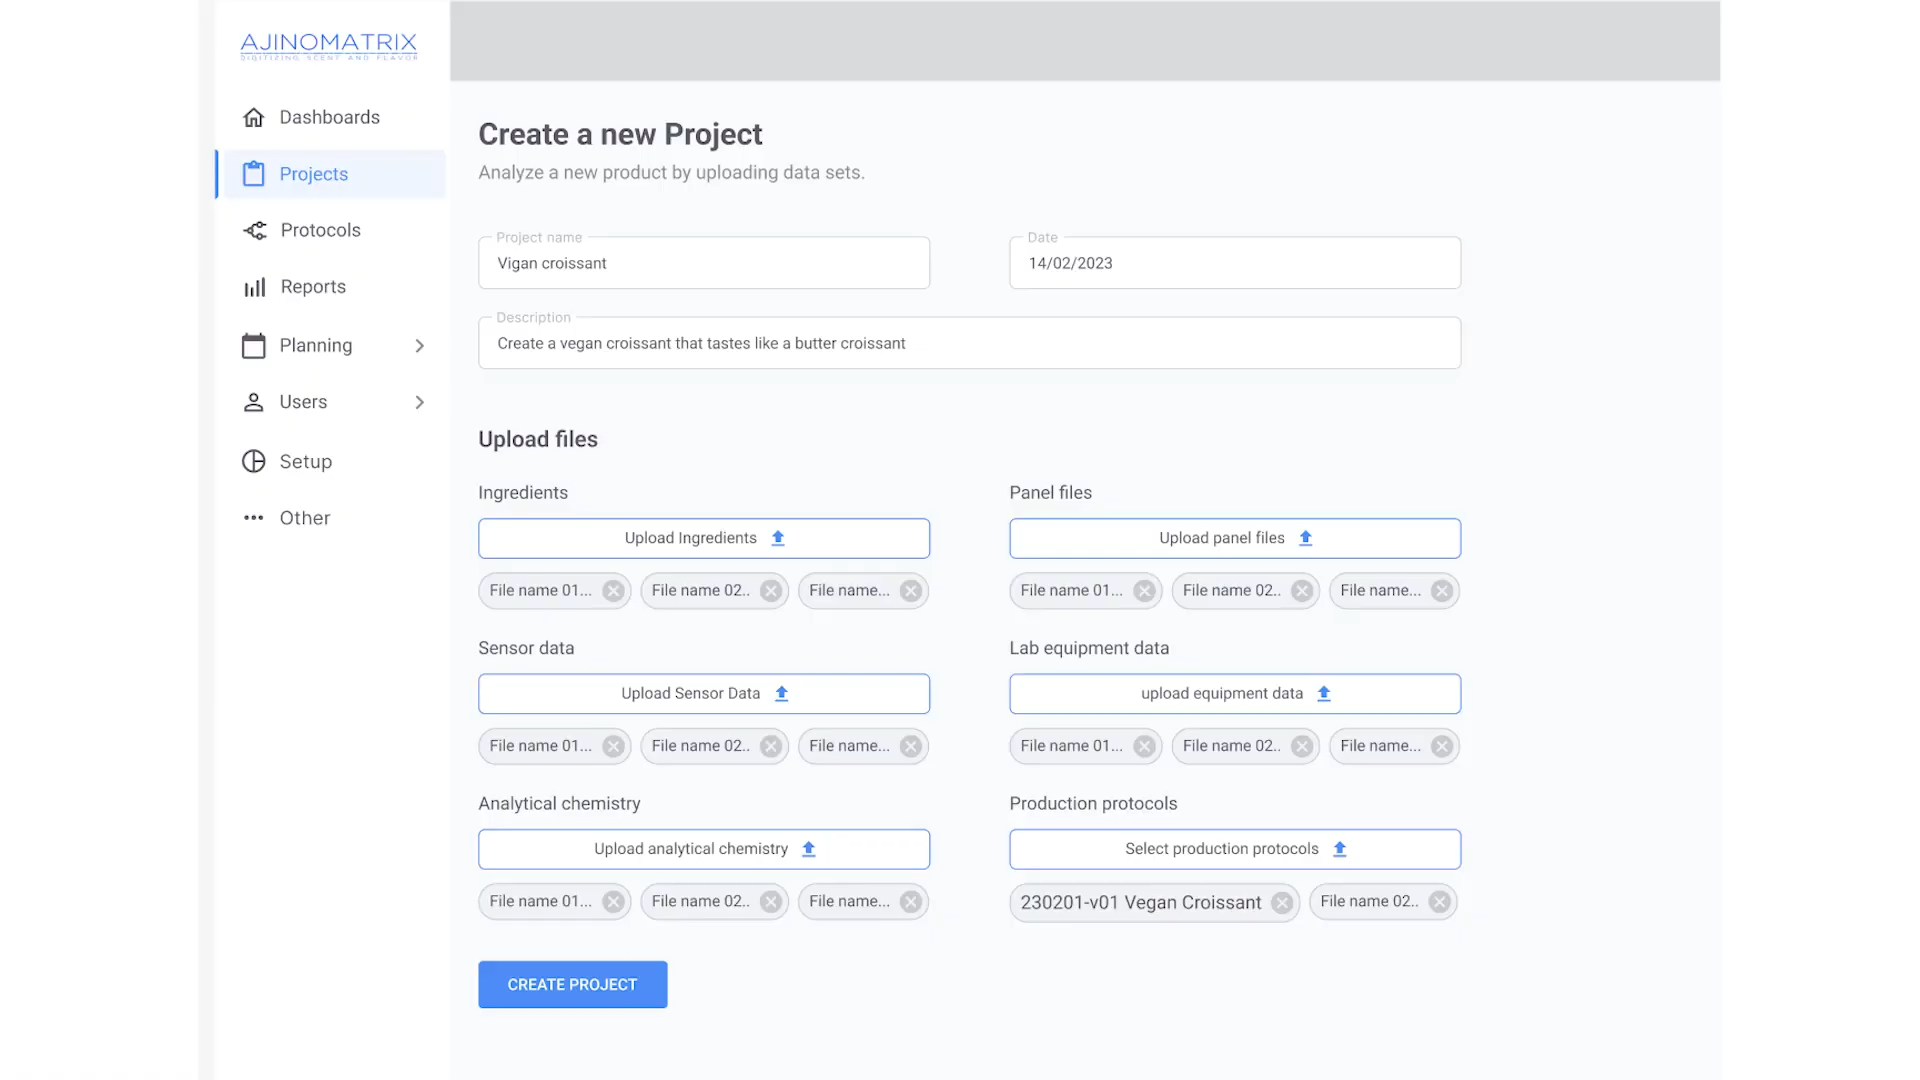 AJINOMATRIX
DIGITIZING SCENT AND FLAVOR
Dashboards
Projects
Protocols
Reports
Planning
Users
Setup
Other
Create a new Project
Analyze a new product by uploading data sets.
Project name
Vigan croissant
Date
14/02/2023
Description
Create a vegan croissant that tastes like a butter croissant
Upload files
Ingredients
Upload Ingredients
File name 01... File name 02.. File name...
Panel files
Upload panel files
File name 01... File name 02.. File name...
Sensor data
Upload Sensor Data
File name 01... File name 02.. File name...
Lab equipment data
upload equipment data
File name 01... File name 02.. File name...
Analytical chemistry
Upload analytical chemistry
File name 01... File name 02.. File name...
Production protocols
Select production protocols
230201-v01 Vegan Croissant File name 02..
CREATE PROJECT